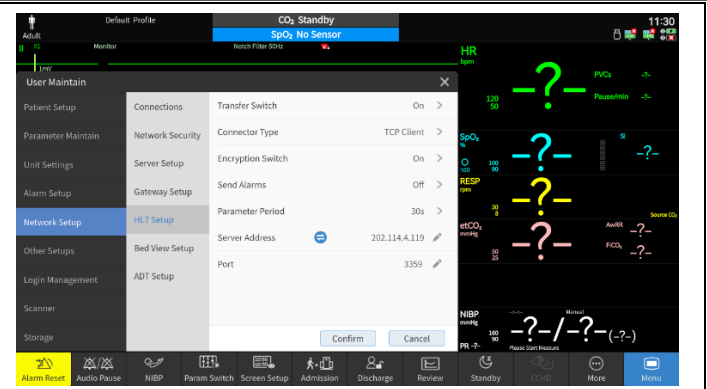 Default Profile
CO₂ Standby
11:30
Adult
SpO₂ No Sensor
X1
Monitor
Notch Filter 50Hz
1mV
HR
bpm
120
50
-?-
PVCs -?-
Pause/min -?-
User Maintain
Patient Setup
Parameter Maintain
Unit Settings
Alarm Setup
Network Setup
Other Setups
Login Management
Scanner
Storage
Connections
Network Security
Server Setup
Gateway Setup
HL7 Setup
Bed View Setup
ADT Setup
Transfer Switch On >
Connector Type TCP Client >
Encryption Switch On >
Send Alarms Off >
Parameter Period 30s >
Server Address 202.114.4.119
Port 3359
Confirm
Cancel
SpO₂
%
100
90
100
-?-
SI
-?-
RESP
rpm
30
8
-?-
Source CO₂
etCO₂
mmHg
50
25
-?-
AwRR -?-
FiCO₂ -?-
NIBP
mmHg
160
90
--:--
Manual
-?-/-?-(-?-)
PR -?-
Please Start Measure
Alarm Reset
Audio Pause
NIBP
Param Switch
Screen Setup
Admission
Discharge
Review
Standby
CCHD
More
Menu